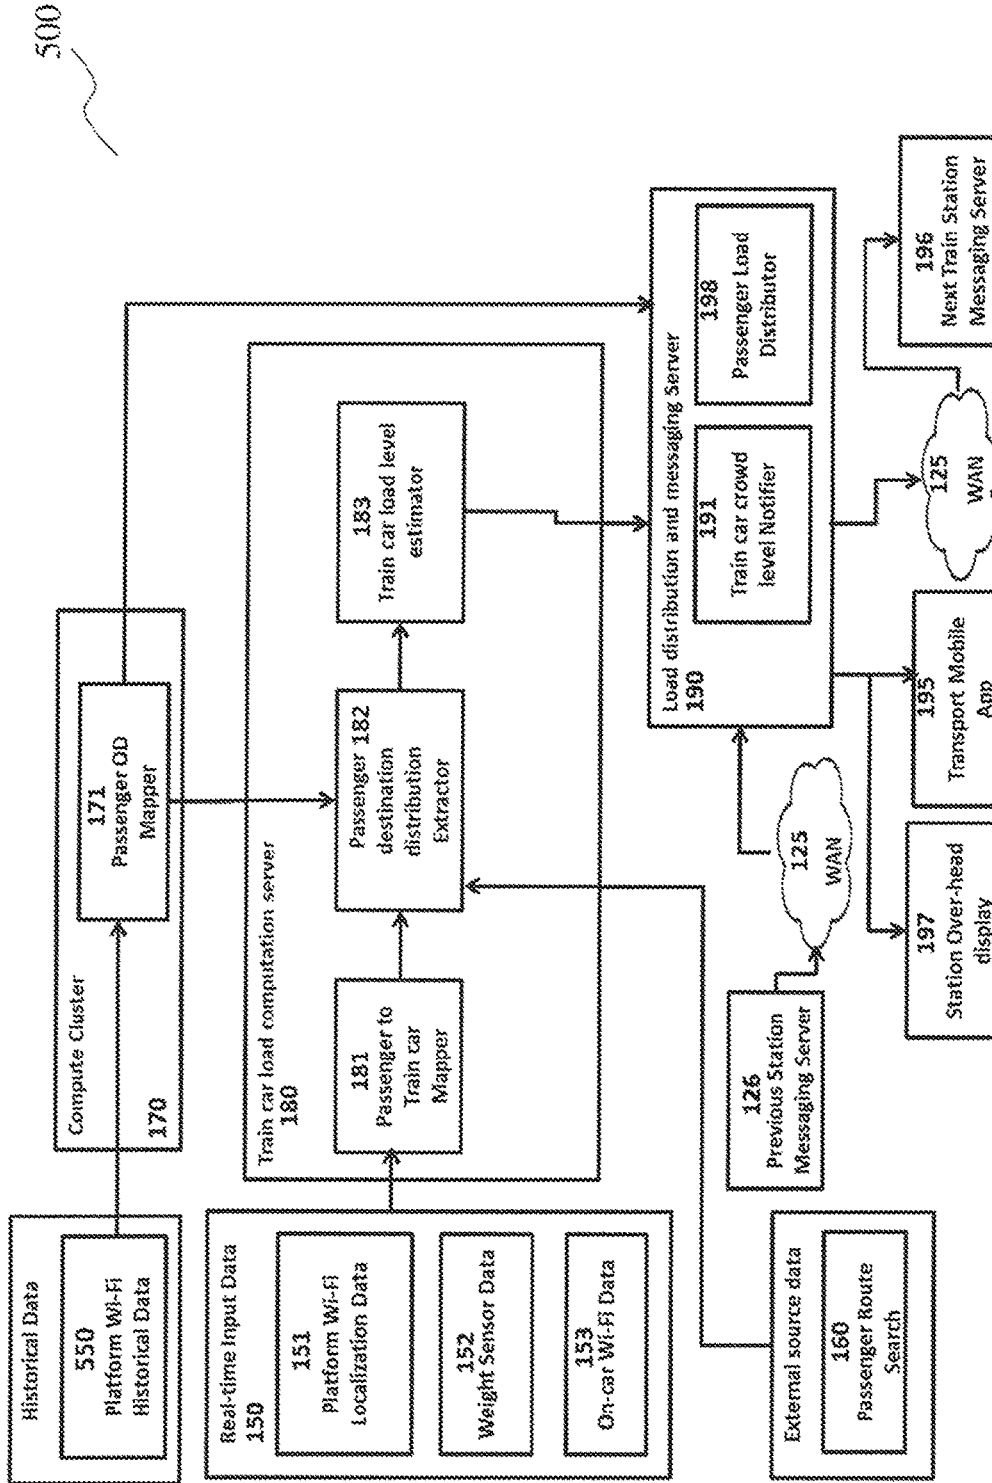 500
Historical Data
550
Platform Wi-Fi
Historical Data
Compute Cluster
170
171
Passenger OD
Mapper
Real-time Input Data
150
151
Platform Wi-Fi
Localization Data
152
Weight Sensor Data
153
On-car Wi-Fi Data
Train car load computation server
180
181
Passenger to
Train car
Mapper
Passenger 182
destination
distribution
Extractor
183
Train car load level
estimator
External source data
160
Passenger Route
Search
126
Previous Station
Messaging Server
125
WAN
Load distribution and messaging Server
190
191
Train car crowd
level Notifier
198
Passenger Load
Distributor
197
Station Over-head
display
195
Transport Mobile
App
125
WAN
196
Next Train Station
Messaging Server